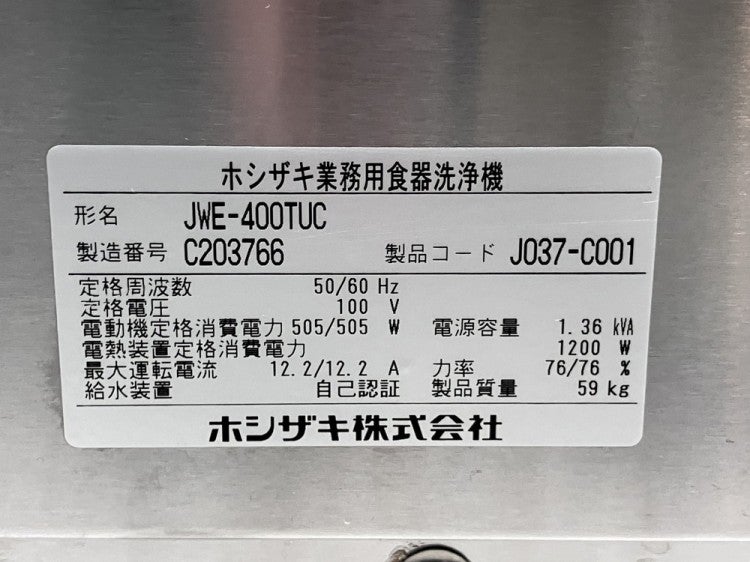 ホシザキ業務用食器洗浄機
形名 JWE-400TUC
製造番号 C203766 製品コード J037-C001
定格周波数 50/60 Hz
定格電圧 100 V
電動機定格消費電力 505/505 W 電源容量 1.36 kVA
電熱装置定格消費電力 1200 W
最大運転電流 12.2/12.2 A 力率 76/76 %
給水装置 自己認証 製品質量 59 kg
ホシザキ株式会社